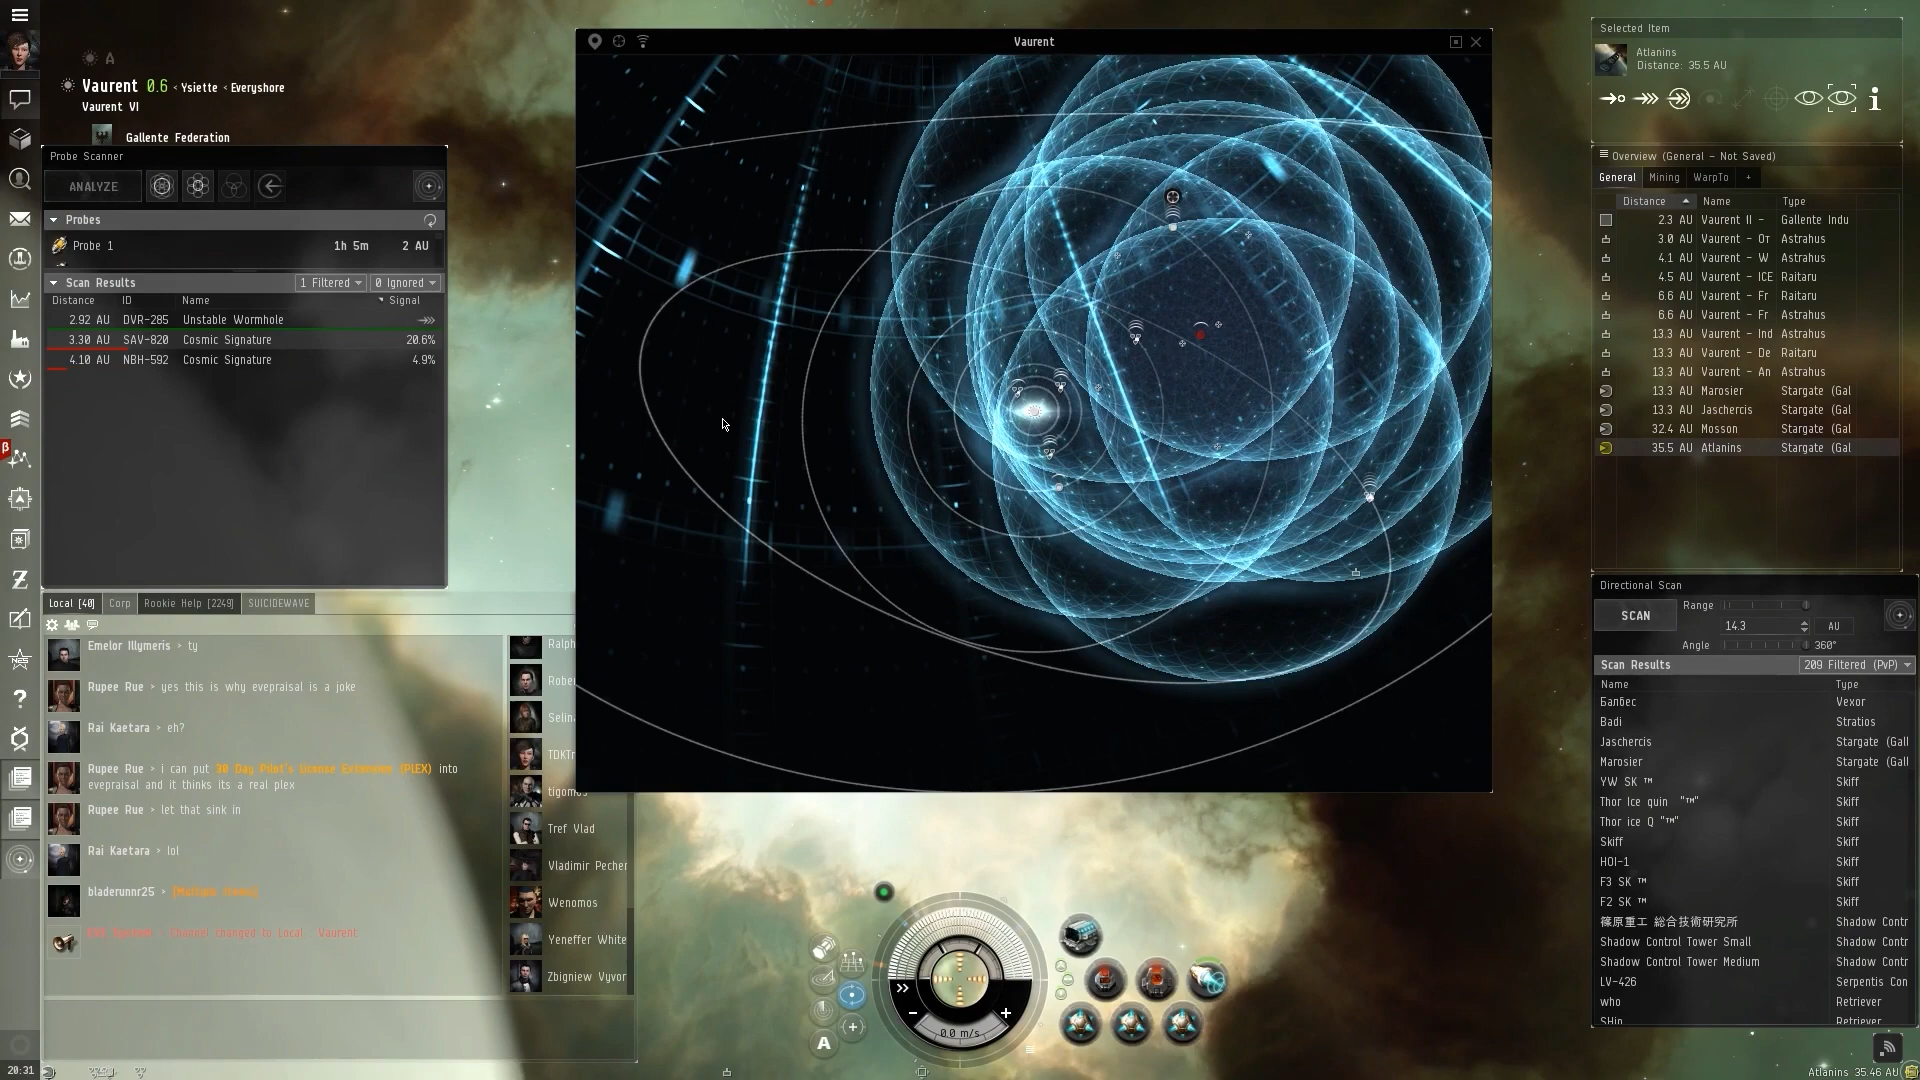 Vaurent 0.6 < Ysiette < Everyshore
Vaurent VI
Gallente Federation
Probe Scanner
ANALYZE
Probes
Probe 1 1h 5m 2 AU
Scan Results 1 Filtered 0 Ignored
Distance ID Name Signal
2.92 AU DVR-285 Unstable Wormhole
3.30 AU SAV-820 Cosmic Signature 20.6%
4.10 AU NBH-592 Cosmic Signature 4.9%
β
Local [40] Corp Rookie Help [2249] SUICIDEWAVE
Emelor Illymeris > ty
Rupee Rue > yes this is why evepraisal is a joke
Rai Kaetara > eh?
Rupee Rue > i can put 30 Day Pilot's License Extension (PLEX) into
evepraisal and it thinks its a real plex
Rupee Rue > let that sink in
Rai Kaetara > lol
bladerunnr25 > [Multiple Items]
EVE System > Channel changed to Local : Vaurent
Ralph
Robe
Selin
TDKTr
tigom
Tref Vlad
Vladimir Pecher
Wenomos
Yeneffer White
Zbigniew Vyvor
20:31
Vaurent
0.0 m/s
A
Selected Item
Atlanins
Distance: 35.5 AU
Overview (General - Not Saved)
General Mining WarpTo +
Distance Name Type
2.3 AU Vaurent II - Gallente Indu
3.0 AU Vaurent - От Astrahus
4.1 AU Vaurent - W Astrahus
4.5 AU Vaurent - ICE Raitaru
6.6 AU Vaurent - Fr Raitaru
6.6 AU Vaurent - Fr Astrahus
13.3 AU Vaurent - Ind Astrahus
13.3 AU Vaurent - De Raitaru
13.3 AU Vaurent - An Astrahus
13.3 AU Marosier Stargate (Gal
13.3 AU Jaschercis Stargate (Gal
32.4 AU Mosson Stargate (Gal
35.5 AU Atlanins Stargate (Gal
Directional Scan
SCAN Range
14.3 AU
Angle 360°
Scan Results 209 Filtered (PvP)
Name Type
Балбес Vexor
Badi Stratios
Jaschercis Stargate (Gall
Marosier Stargate (Gall
YW SK ™ Skiff
Thor Ice quin "™" Skiff
Thor ice Q "™" Skiff
Skiff Skiff
HOI-1 Skiff
F3 SK ™ Skiff
F2 SK ™ Skiff
篠原重工 総合技術研究所 Shadow Contr
Shadow Control Tower Small Shadow Contr
Shadow Control Tower Medium Shadow Contr
LV-426 Serpentis Con
who Retriever
SHip Retriever
Atlanins 35.46 AU